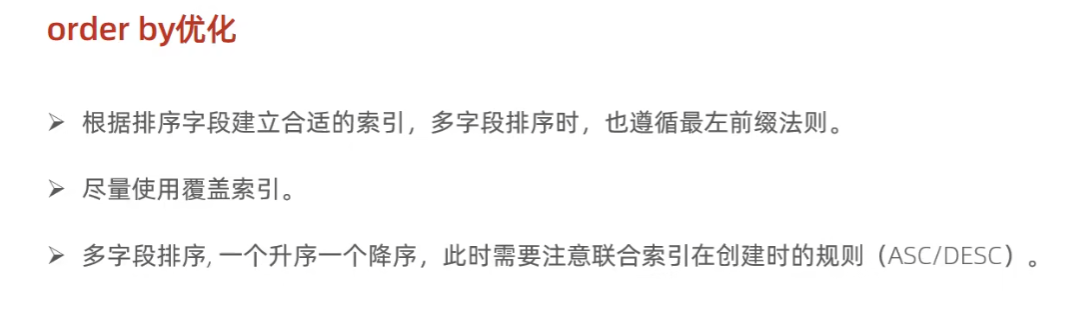 order by优化
➢ 根据排序字段建立合适的索引，多字段排序时，也遵循最左前缀法则。
➢ 尽量使用覆盖索引。
➢ 多字段排序, 一个升序一个降序，此时需要注意联合索引在创建时的规则（ASC/DESC）。